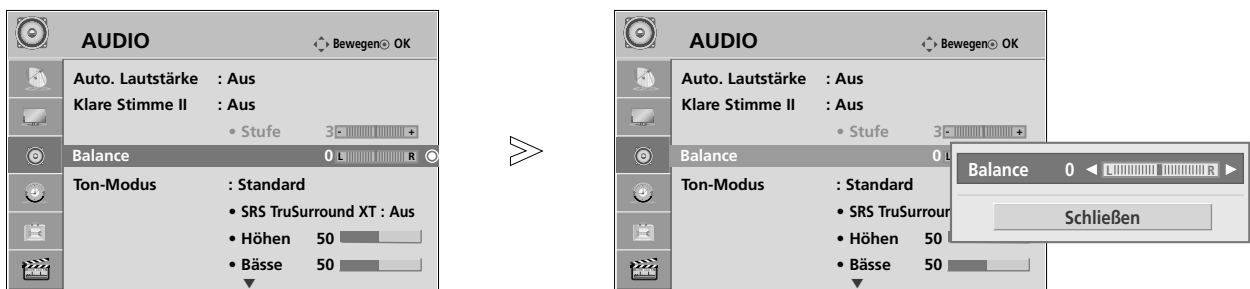 AUDIO
Bewegen OK
Auto. Lautstärke : Aus
Klare Stimme II : Aus
• Stufe 3 - +
Balance 0 L R
Ton-Modus : Standard
• SRS TruSurround XT : Aus
• Höhen 50
• Bässe 50
AUDIO
Bewegen OK
Auto. Lautstärke : Aus
Klare Stimme II : Aus
• Stufe 3 - +
Balance 0 L
Ton-Modus : Standard
• SRS TruSurroun
• Höhen 50
• Bässe 50
Balance 0 L R
Schließen